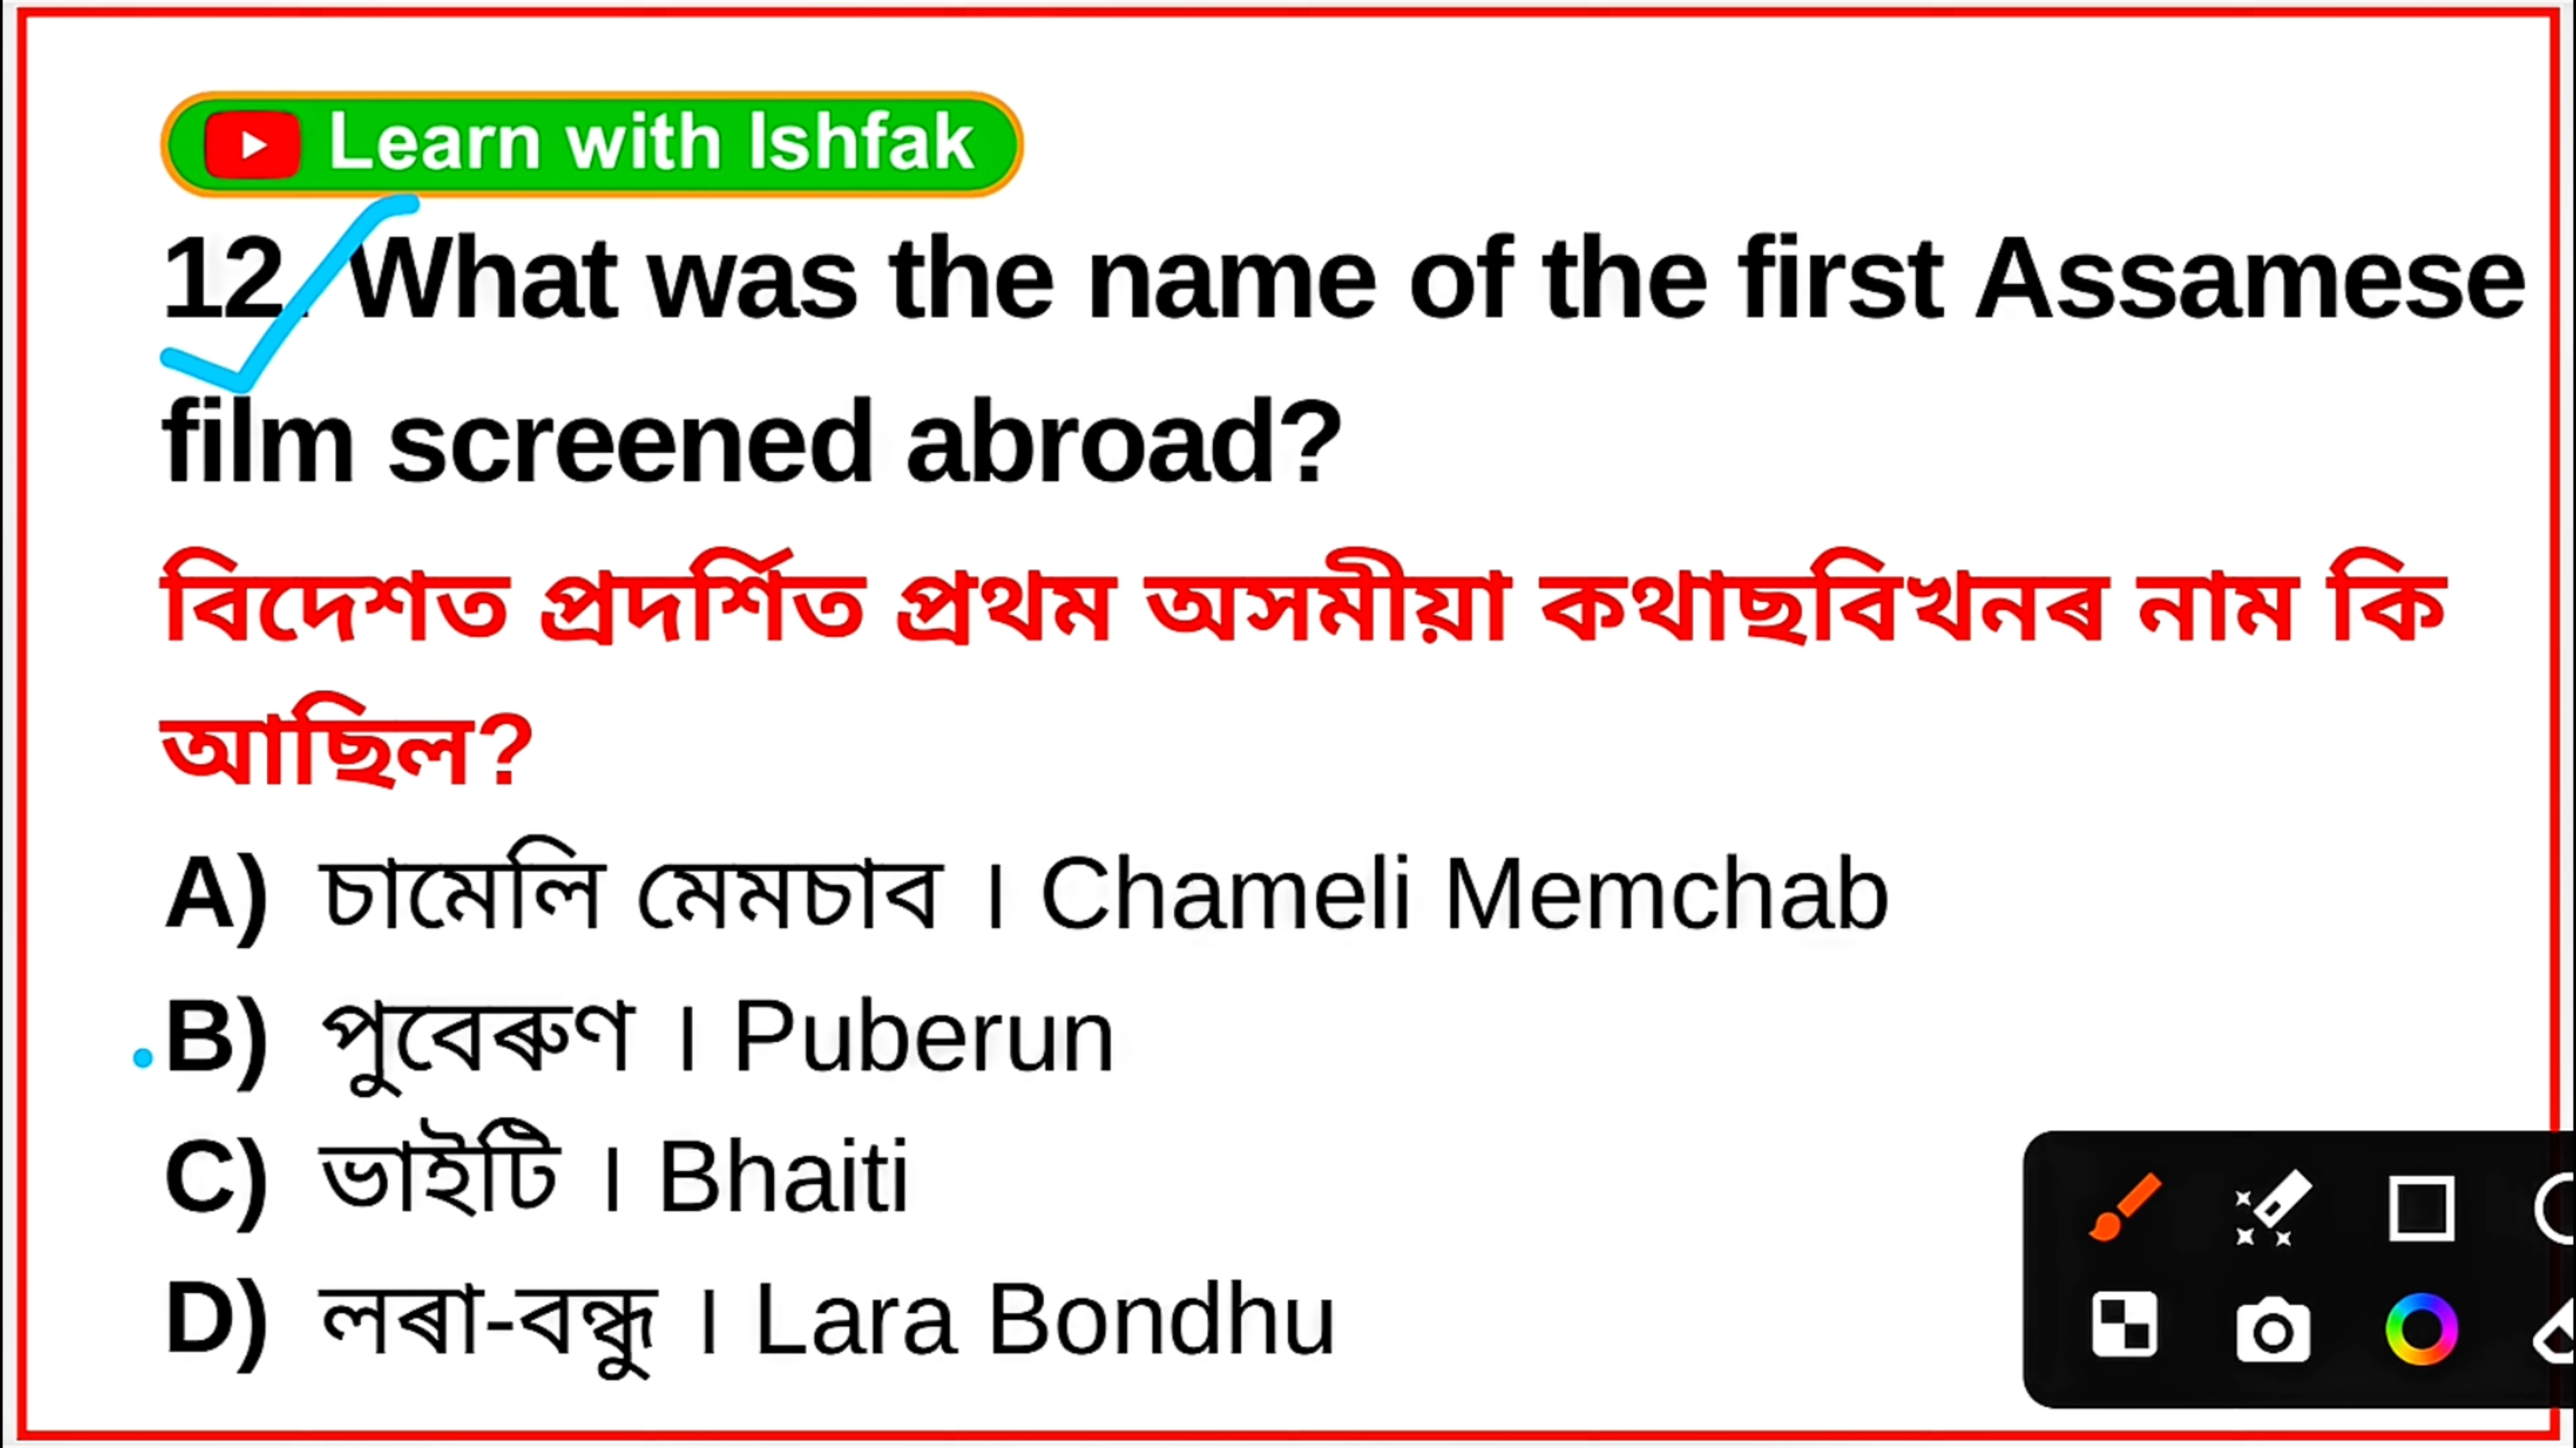 Learn with Ishfak
12. What was the name of the first Assamese
film screened abroad?
বিদেশত প্ৰদৰ্শিত প্ৰথম অসমীয়া কথাছবিখনৰ নাম কি
আছিল?
A) চামেলি মেমচাব । Chameli Memchab
B) পুবেৰুণ । Puberun
C) ভাইটি । Bhaiti
D) লৰা-বন্ধু । Lara Bondhu